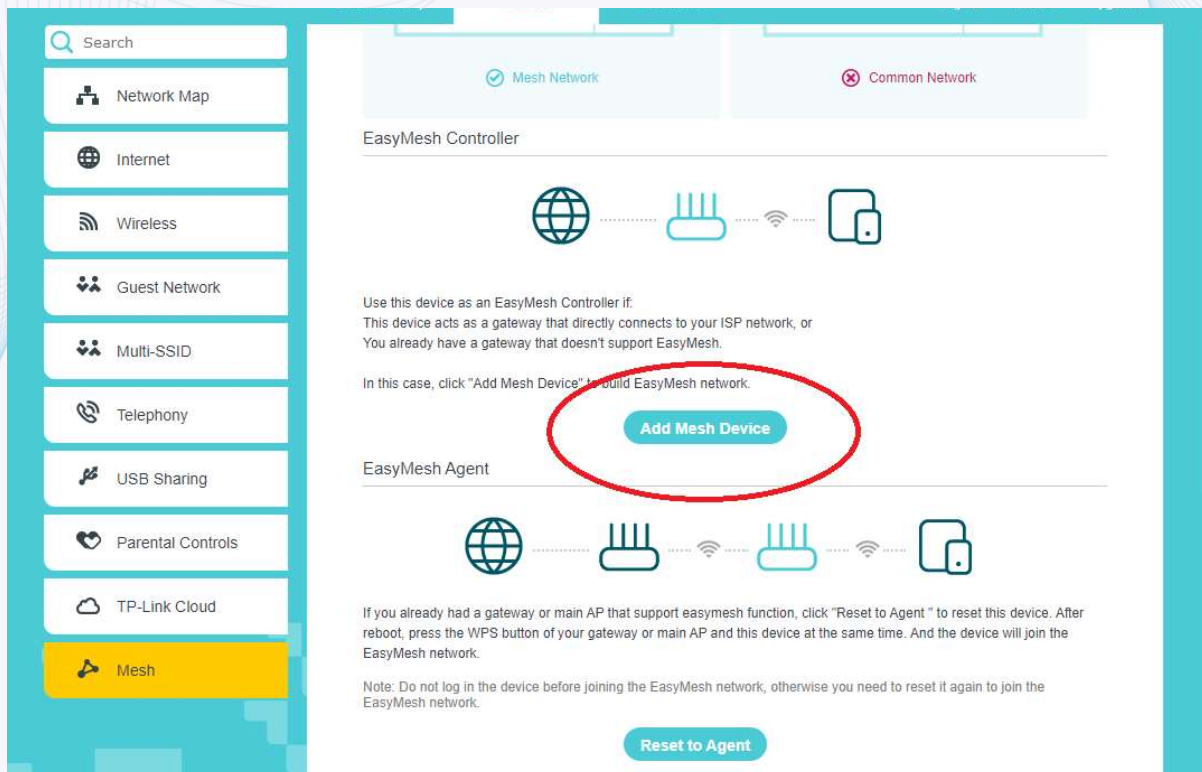 Search
Network Map
Internet
Wireless
Guest Network
Multi-SSID
Telephony
USB Sharing
Parental Controls
TP-Link Cloud
Mesh
Mesh Network
Common Network
EasyMesh Controller
Use this device as an EasyMesh Controller if:
This device acts as a gateway that directly connects to your ISP network, or
You already have a gateway that doesn't support EasyMesh.
In this case, click "Add Mesh Device" to build EasyMesh network.
Add Mesh Device
EasyMesh Agent
If you already had a gateway or main AP that support easymesh function, click "Reset to Agent " to reset this device. After
reboot, press the WPS button of your gateway or main AP and this device at the same time. And the device will join the
EasyMesh network.
Note: Do not log in the device before joining the EasyMesh network, otherwise you need to reset it again to join the
EasyMesh network.
Reset to Agent